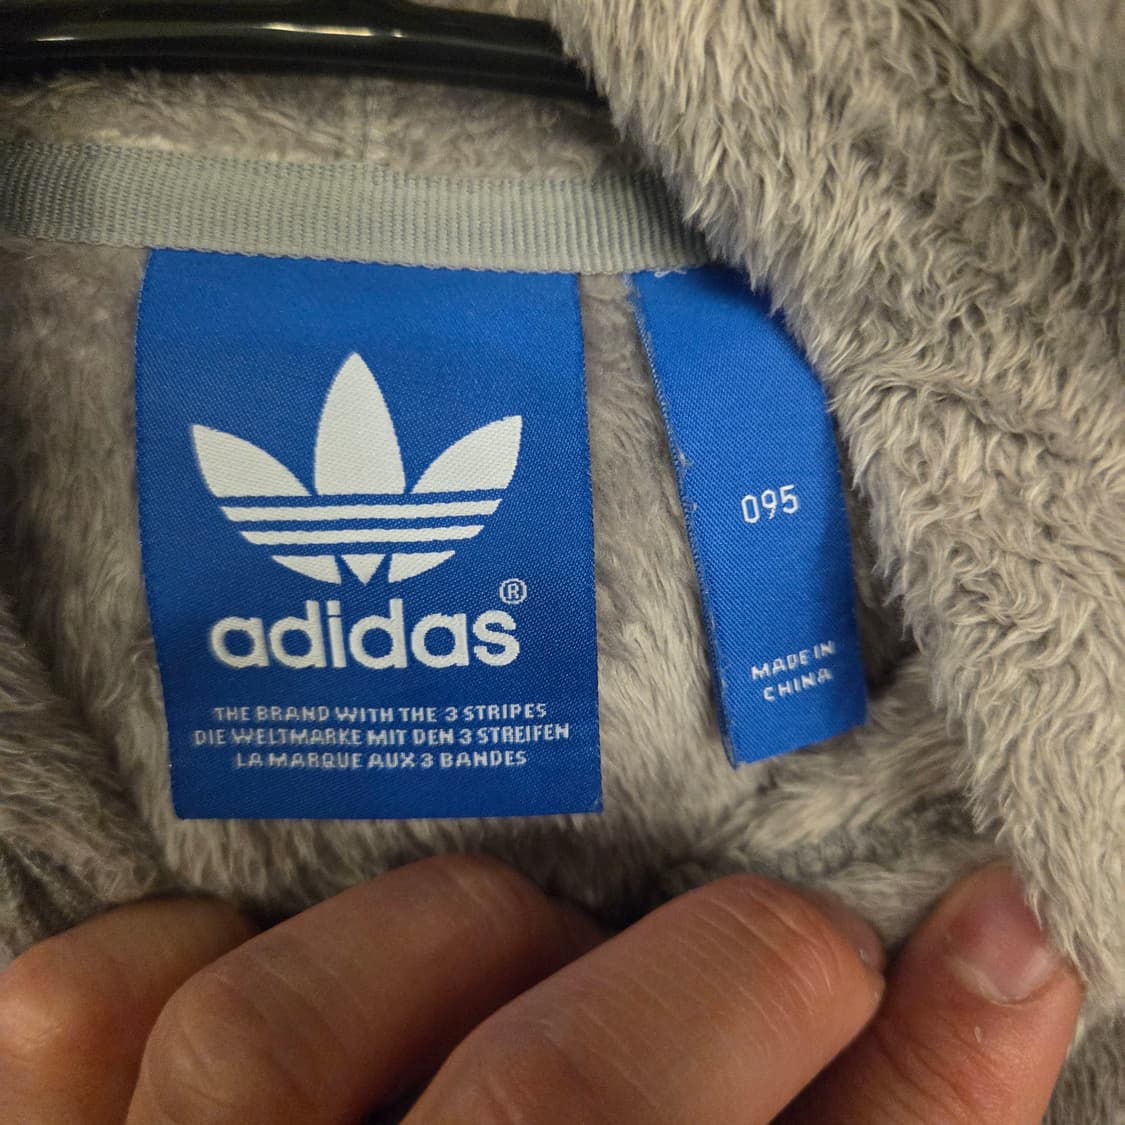 adidas®
THE BRAND WITH THE 3 STRIPES
DIE WELTMARKE MIT DEN 3 STREIFEN
LA MARQUE AUX 3 BANDES
095
MADE IN
CHINA